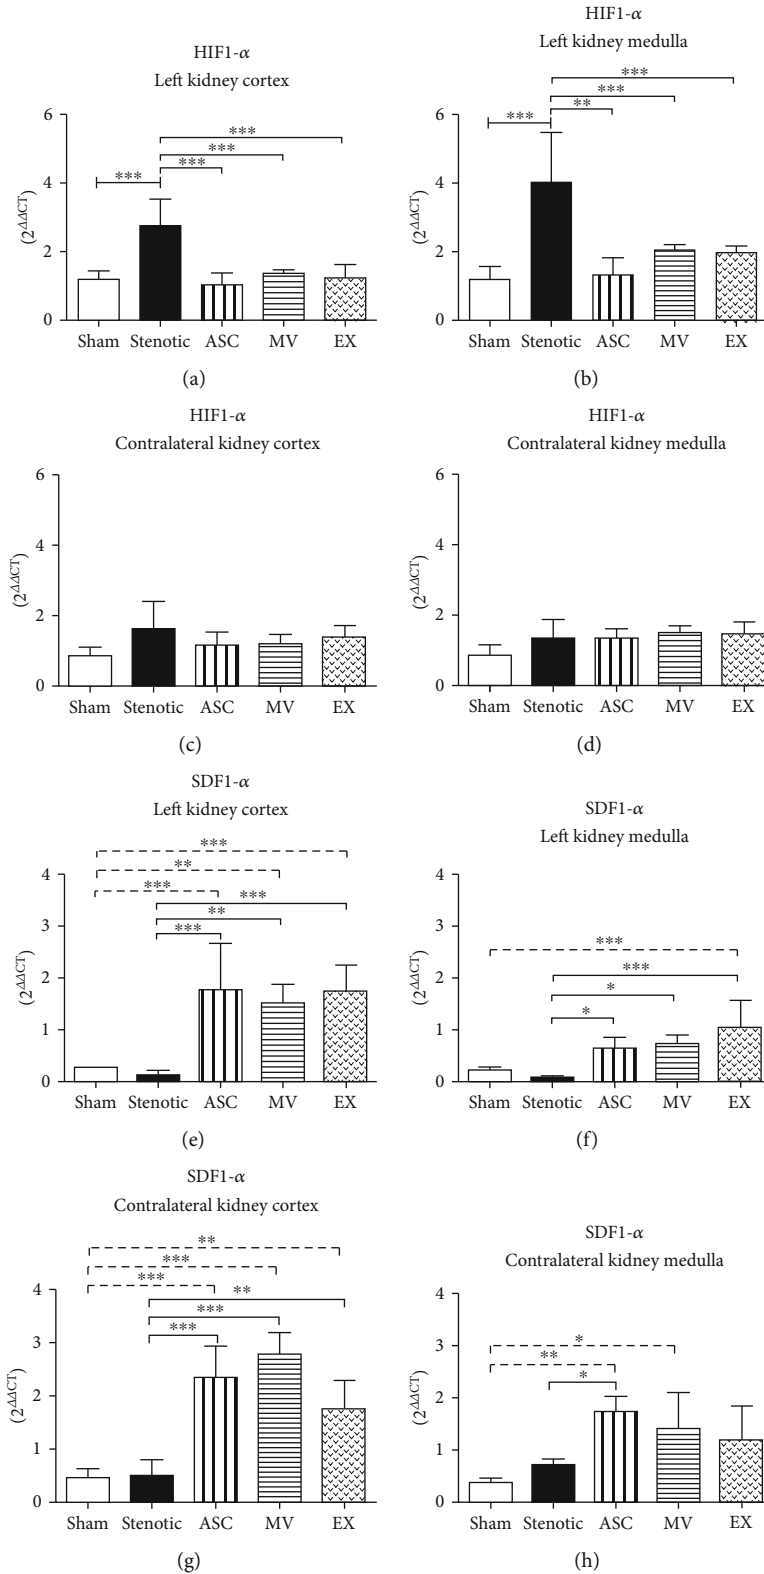 HIF1-α
Left kidney cortex
(2^ΔΔCT)
6
4
2
0
***
***
***
***
Sham Stenotic ASC MV EX
(a)
HIF1-α
Left kidney medulla
(2^ΔΔCT)
6
4
2
0
***
***
**
***
Sham Stenotic ASC MV EX
(b)
HIF1-α
Contralateral kidney cortex
(2^ΔΔCT)
6
4
2
0
Sham Stenotic ASC MV EX
(c)
HIF1-α
Contralateral kidney medulla
(2^ΔΔCT)
6
4
2
0
Sham Stenotic ASC MV EX
(d)
SDF1-α
Left kidney cortex
(2^ΔΔCT)
4
3
2
1
0
***
**
***
***
**
***
Sham Stenotic ASC MV EX
(e)
SDF1-α
Left kidney medulla
(2^ΔΔCT)
4
3
2
1
0
***
***
*
*
Sham Stenotic ASC MV EX
(f)
SDF1-α
Contralateral kidney cortex
(2^ΔΔCT)
4
3
2
1
0
**
***
***
**
***
***
Sham Stenotic ASC MV EX
(g)
SDF1-α
Contralateral kidney medulla
(2^ΔΔCT)
4
3
2
1
0
*
**
*
Sham Stenotic ASC MV EX
(h)